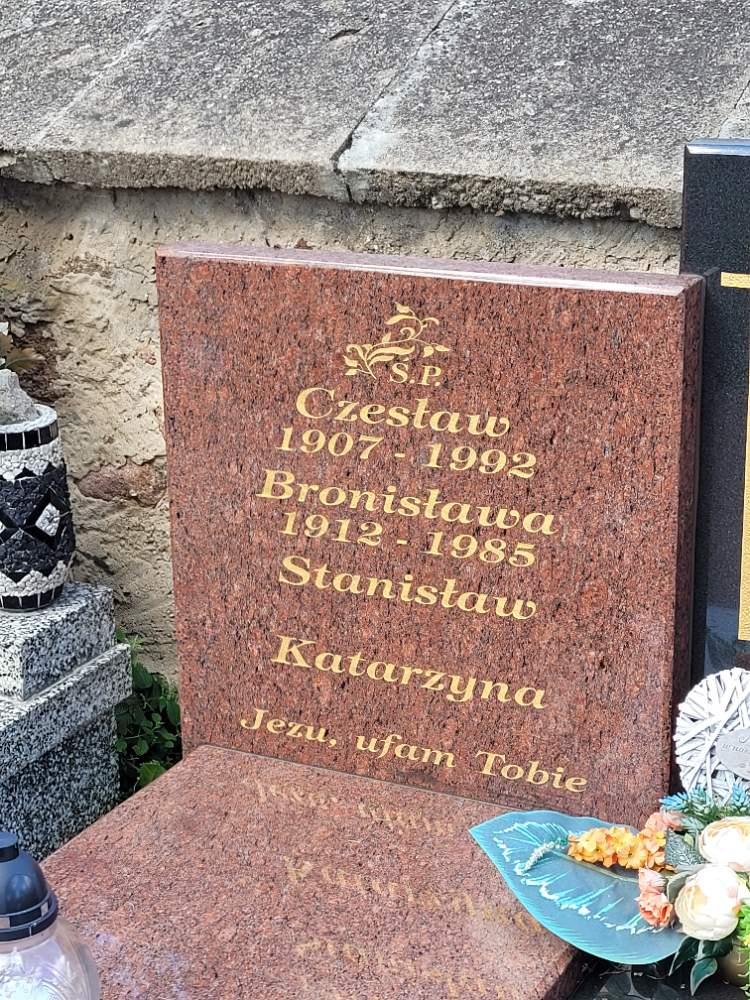 Ś.P.
Czesław
1907 - 1992
Bronisława
1912 - 1985
Stanisław
Katarzyna
Jezu, ufam Tobie